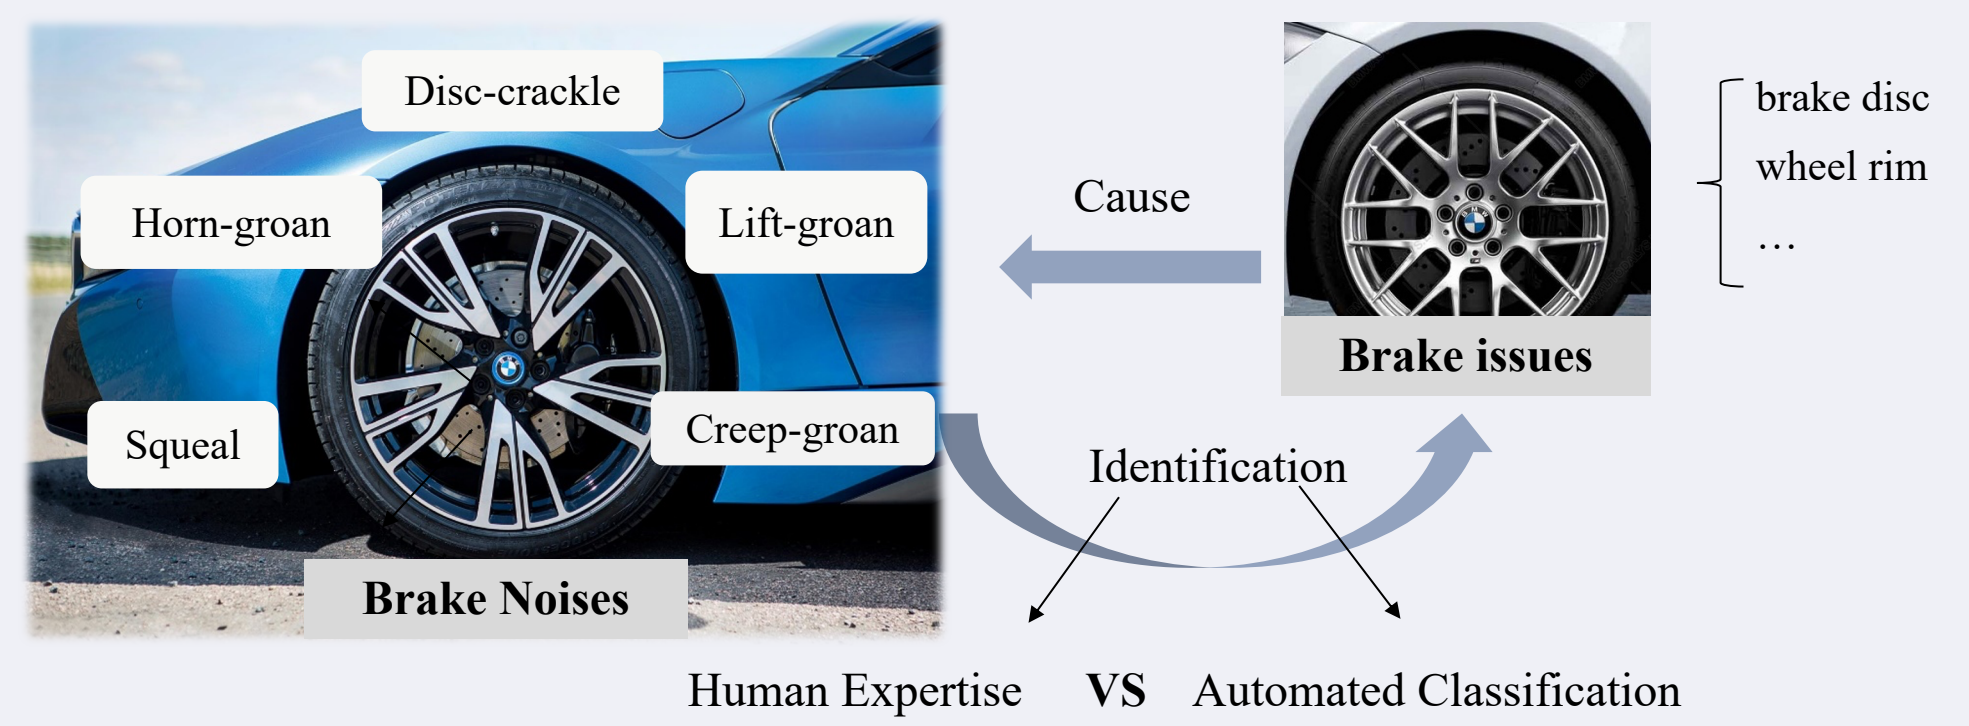 Disc-crackle
Horn-groan
Lift-groan
Squeal
Creep-groan
Brake Noises
Cause
Brake issues
brake disc
wheel rim
…
Identification
Human Expertise VS Automated Classification